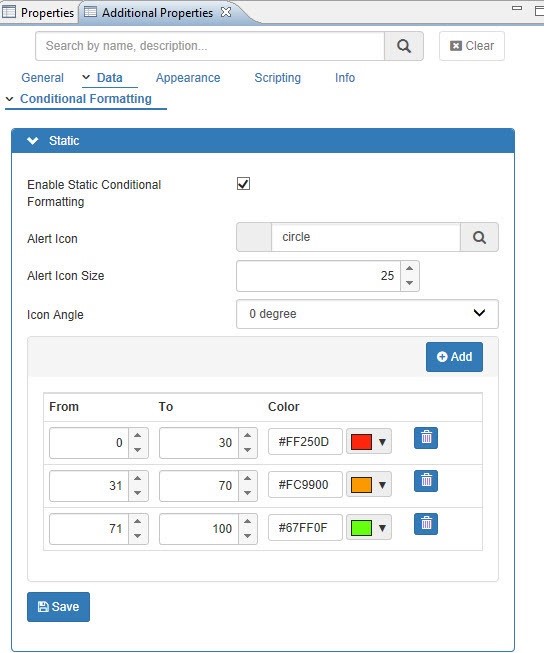 Properties Additional Properties
Search by name, description... Clear
General Data Appearance Scripting Info
Conditional Formatting
Static
Enable Static Conditional
Formatting
Alert Icon circle
Alert Icon Size 25
Icon Angle 0 degree
Add
From To Color
0 30 #FF250D
31 70 #FC9900
71 100 #67FF0F
Save